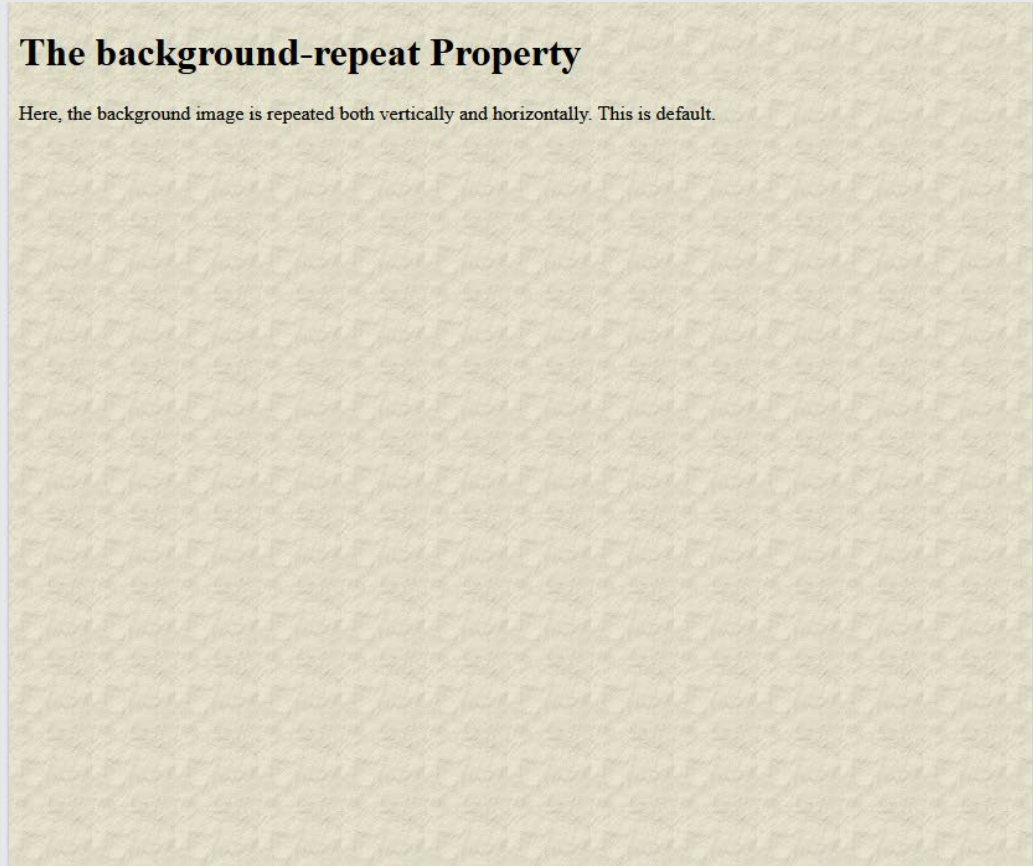 The background-repeat Property
Here, the background image is repeated both vertically and horizontally. This is default.